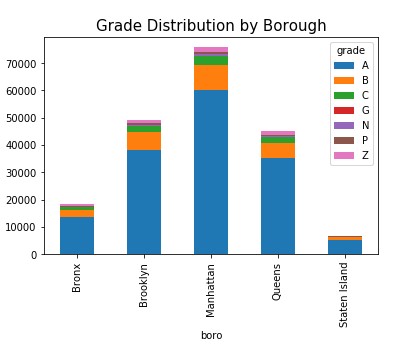 Grade Distribution by Borough
grade
A
B
C
G
N
P
Z
70000
60000
50000
40000
30000
20000
10000
0
Bronx
Brooklyn
Manhattan
Queens
Staten Island
boro